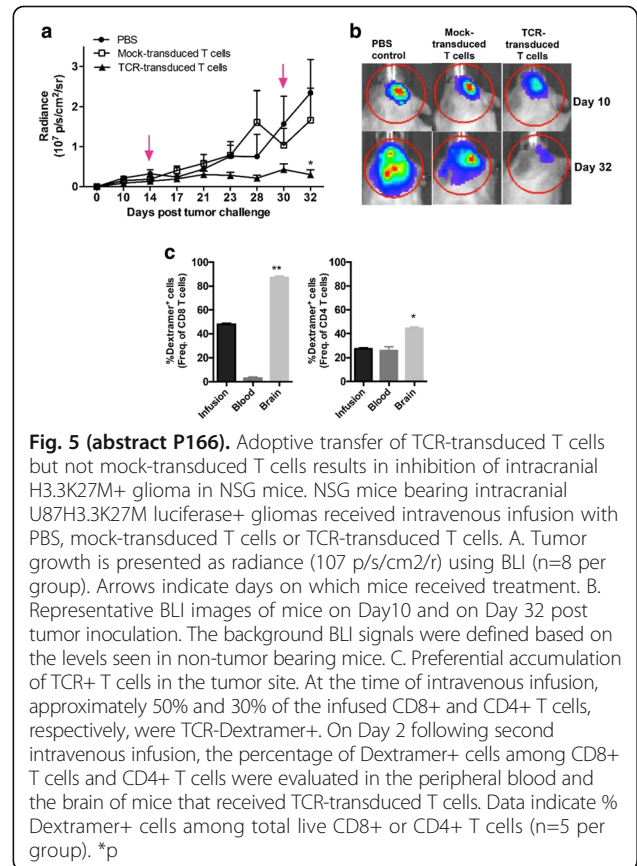 a
PBS
Mock-transduced T cells
TCR-transduced T cells
Radiance
(10⁷ p/s/cm2/sr)
3
2
1
0
*
0 10 14 17 21 23 28 30 32
Days post tumor challenge
b
PBS control
Mock-transduced T cells
TCR-transduced T cells
Day 10
Day 32
c
%Dextramer⁺ cells
(Freq. of CD8 T cells)
100
80
60
40
20
0
**
Infusion
Blood
Brain
%Dextramer⁺ cells
(Freq. of CD4 T cells)
100
80
60
40
20
0
*
Infusion
Blood
Brain
Fig. 5 (abstract P166). Adoptive transfer of TCR-transduced T cells
but not mock-transduced T cells results in inhibition of intracranial
H3.3K27M+ glioma in NSG mice. NSG mice bearing intracranial
U87H3.3K27M luciferase+ gliomas received intravenous infusion with
PBS, mock-transduced T cells or TCR-transduced T cells. A. Tumor
growth is presented as radiance (107 p/s/cm2/r) using BLI (n=8 per
group). Arrows indicate days on which mice received treatment. B.
Representative BLI images of mice on Day10 and on Day 32 post
tumor inoculation. The background BLI signals were defined based on
the levels seen in non-tumor bearing mice. C. Preferential accumulation
of TCR+ T cells in the tumor site. At the time of intravenous infusion,
approximately 50% and 30% of the infused CD8+ and CD4+ T cells,
respectively, were TCR-Dextramer+. On Day 2 following second
intravenous infusion, the percentage of Dextramer+ cells among CD8+
T cells and CD4+ T cells were evaluated in the peripheral blood and
the brain of mice that received TCR-transduced T cells. Data indicate %
Dextramer+ cells among total live CD8+ or CD4+ T cells (n=5 per
group). *p